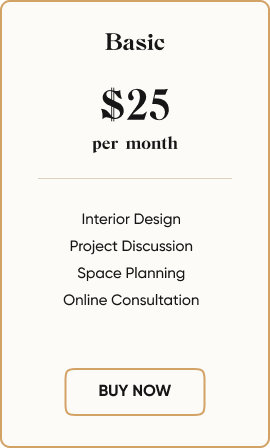 Basic
$25
per month
Interior Design
Project Discussion
Space Planning
Online Consultation
BUY NOW